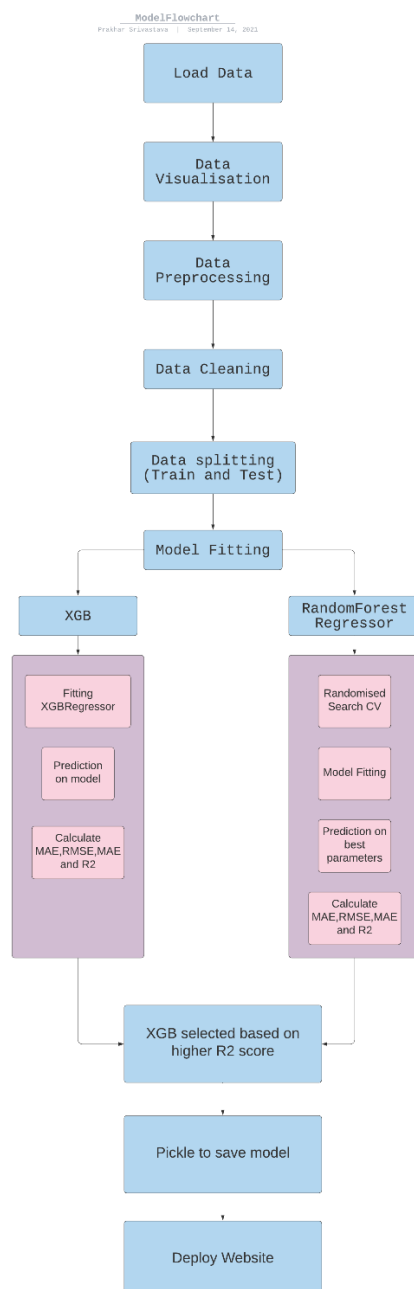 ModelFlowchart
Prakhar Srivastava | September 14, 2021
Load Data
Data
Visualisation
Data
Preprocessing
Data Cleaning
Data splitting
(Train and Test)
Model Fitting
XGB
Fitting
XGBRegressor
Prediction
on model
Calculate
MAE,RMSE,MAE
and R2
RandomForest
Regressor
Randomised
Search CV
Model Fitting
Prediction on
best
parameters
Calculate
MAE,RMSE,MAE
and R2
XGB selected based on
higher R2 score
Pickle to save model
Deploy Website